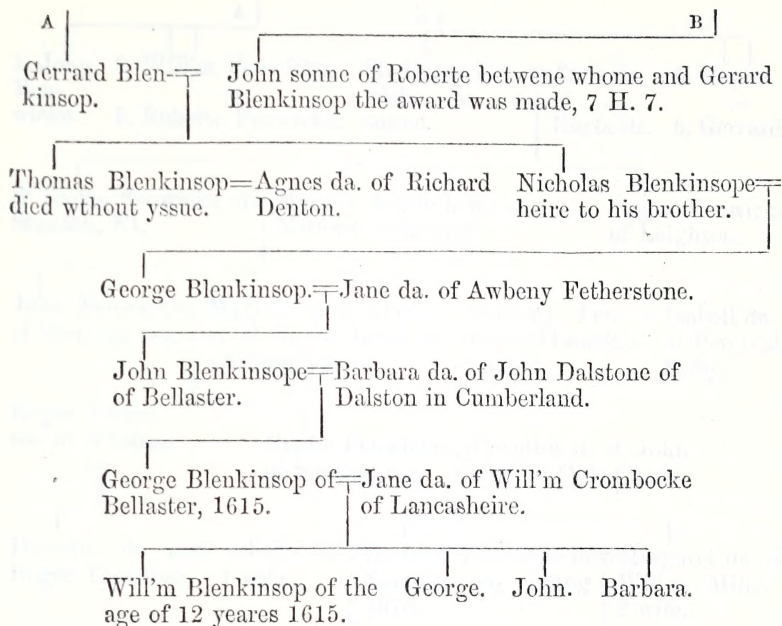 A
B
Gerrard Blen-
kinsop.
John sonne of Roberte betwene whome and Gerard
Blenkinsop the award was made, 7 H. 7.
Thomas Blenkinsop=Agnes da. of Richard
died wthout yssue. Denton.
Nicholas Blenkinsope=
heire to his brother.
George Blenkinsop.=Jane da. of Awbeny Fetherstone.
John Blenkinsope=Barbara da. of John Dalstone of
of Bellaster. Dalston in Cumberland.
George Blenkinsop of=Jane da. of Will'm Crombocke
Bellaster, 1615. of Lancasheire.
Will'm Blenkinsop of the
age of 12 yeares 1615.
George. John. Barbara.